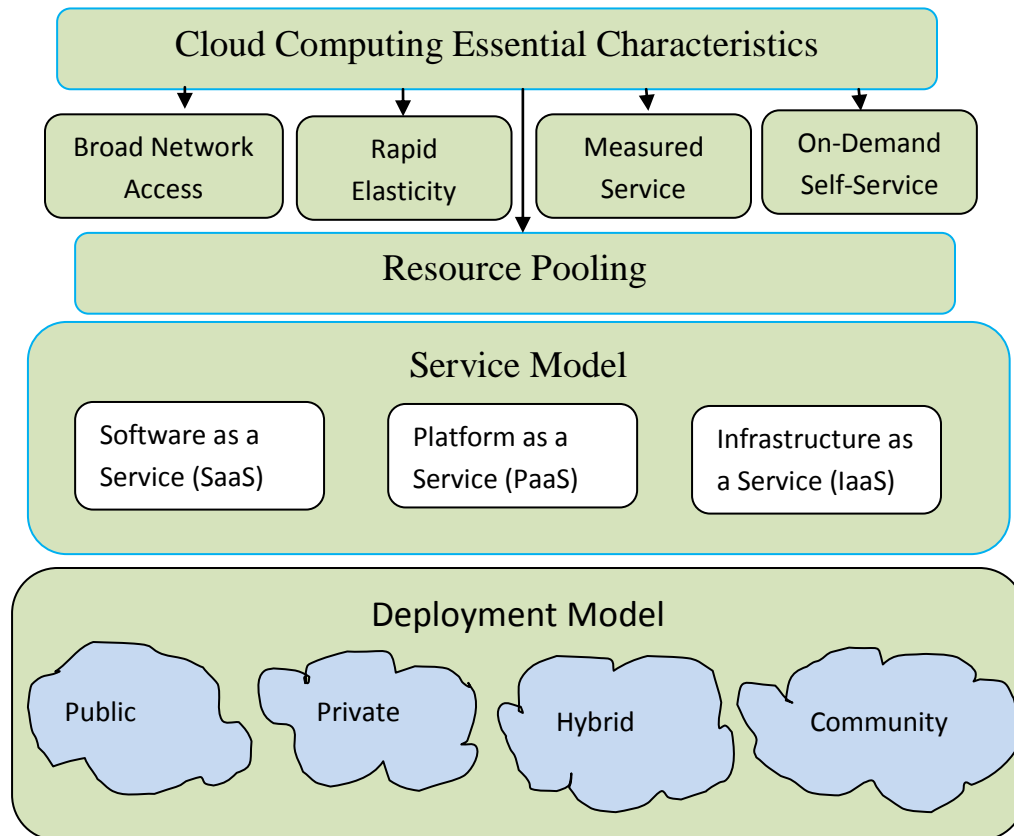 Cloud Computing Essential Characteristics
Broad Network
Access
Rapid
Elasticity
Measured
Service
On-Demand
Self-Service
Resource Pooling
Service Model
Software as a
Service (SaaS)
Platform as a
Service (PaaS)
Infrastructure as
a Service (IaaS)
Deployment Model
Public
Private
Hybrid
Community